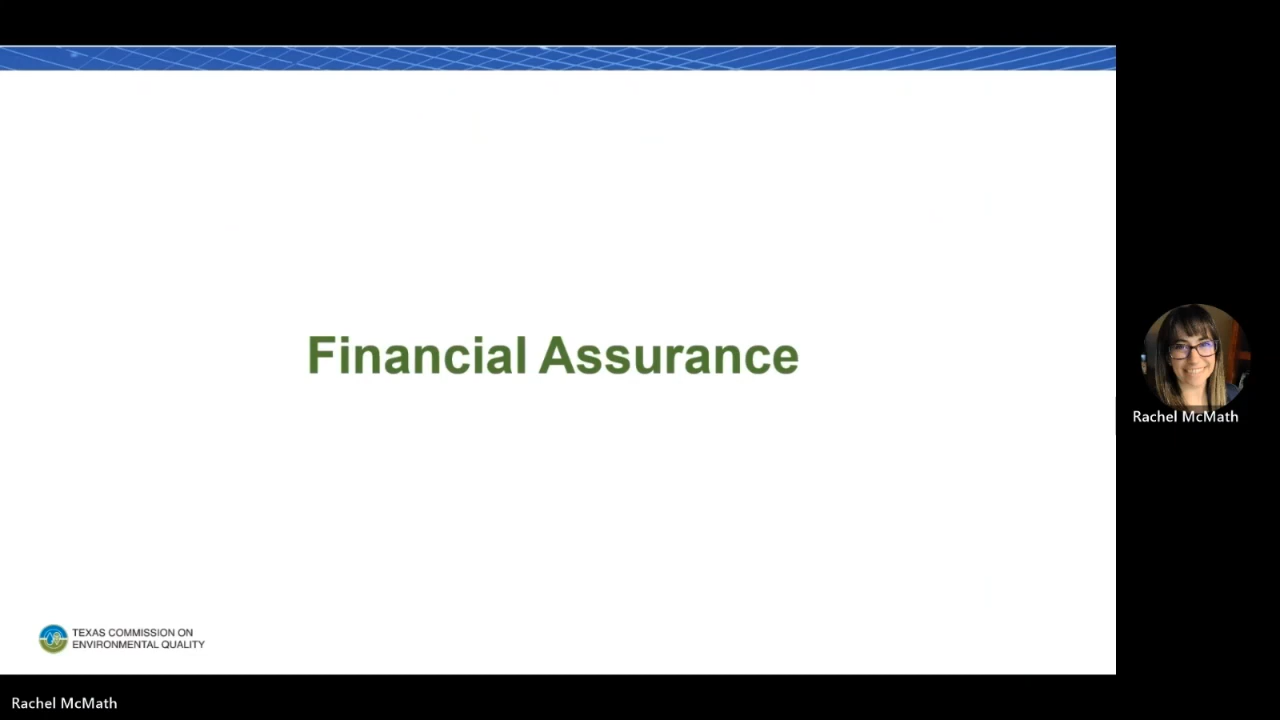 Financial Assurance
Rachel McMath
TEXAS COMMISSION ON
ENVIRONMENTAL QUALITY
Rachel McMath